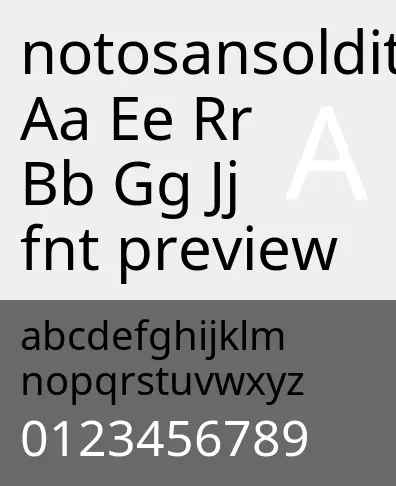 notosansoldit
Aa Ee Rr
A
Bb Gg Jj
fnt preview
abcdefghijklm
nopqrstuvwxyz
0123456789